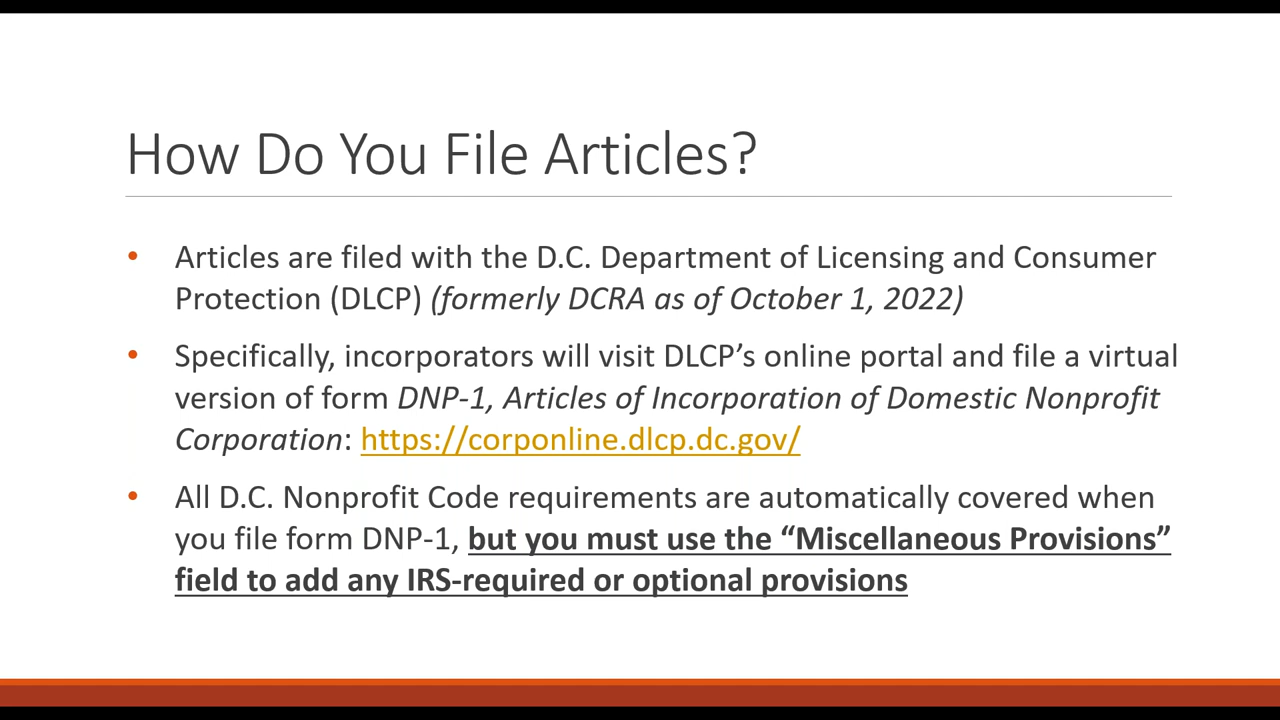 How Do You File Articles?
• Articles are filed with the D.C. Department of Licensing and Consumer
Protection (DLCP) (formerly DCRA as of October 1, 2022)
• Specifically, incorporators will visit DLCP’s online portal and file a virtual
version of form DNP-1, Articles of Incorporation of Domestic Nonprofit
Corporation: https://corponline.dlcp.dc.gov/
• All D.C. Nonprofit Code requirements are automatically covered when
you file form DNP-1, but you must use the “Miscellaneous Provisions”
field to add any IRS-required or optional provisions